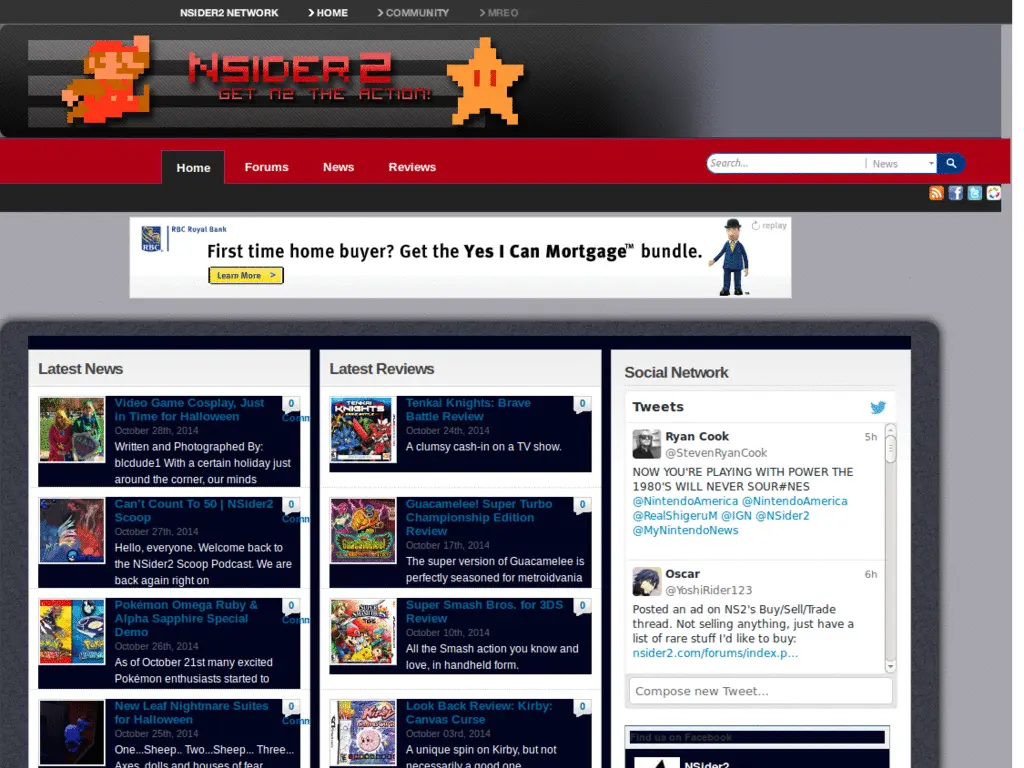 NSIDER2 NETWORK
HOME
COMMUNITY
MREO
NSIDER 2
GET N2 THE ACTION!
Home
Forums
News
Reviews
Search...
News
RBC Royal Bank
RBC
First time home buyer? Get the Yes I Can Mortgage™ bundle.
replay
Learn More >
Latest News
Video Game Cosplay, Just
in Time for Halloween
0
Comn
October 28th, 2014
Written and Photographed By:
blcdude1 With a certain holiday just
around the corner, our minds
Can't Count To 50 | NSider2
Scoop
0
Comn
October 27th, 2014
Hello, everyone. Welcome back to
the NSider2 Scoop Podcast. We are
back again right on
Pokémon Omega Ruby &
Alpha Sapphire Special
Demo
0
Comn
October 26th, 2014
As of October 21st many excited
Pokémon enthusiasts started to
New Leaf Nightmare Suites
for Halloween
0
Comn
October 25th, 2014
One...Sheep.. Two...Sheep... Three...
Axes, dolls and houses of fear
Latest Reviews
TENKAI
KNIGHTS
Tenkai Knights: Brave
Battle Review
0
October 24th, 2014
A clumsy cash-in on a TV show.
Guacamelee! Super Turbo
Championship Edition
Review
0
October 17th, 2014
The super version of Guacamelee is
perfectly seasoned for metroidvania
Super Smash Bros. for 3DS
Review
0
October 10th, 2014
All the Smash action you know and
love, in handheld form.
Kirby
Look Back Review: Kirby:
Canvas Curse
0
October 03rd, 2014
A unique spin on Kirby, but not
necessarily a good one.
Social Network
Tweets
Ryan Cook
5h
@StevenRyanCook
NOW YOU'RE PLAYING WITH POWER THE
1980'S WILL NEVER SOUR#NES
@NintendoAmerica @NintendoAmerica
@RealShigeruM @IGN @NSider2
@MyNintendoNews
Oscar
6h
@YoshiRider123
Posted an ad on NS2's Buy/Sell/Trade
thread. Not selling anything, just have a
list of rare stuff I'd like to buy:
nsider2.com/forums/index.p...
Compose new Tweet...
Find us on Facebook
NSider2